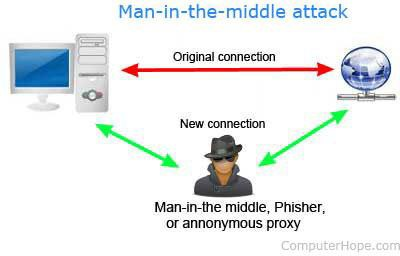 Man-in-the-middle attack
Original connection
New connection
Man-in-the middle, Phisher,
or annonymous proxy
ComputerHope.com